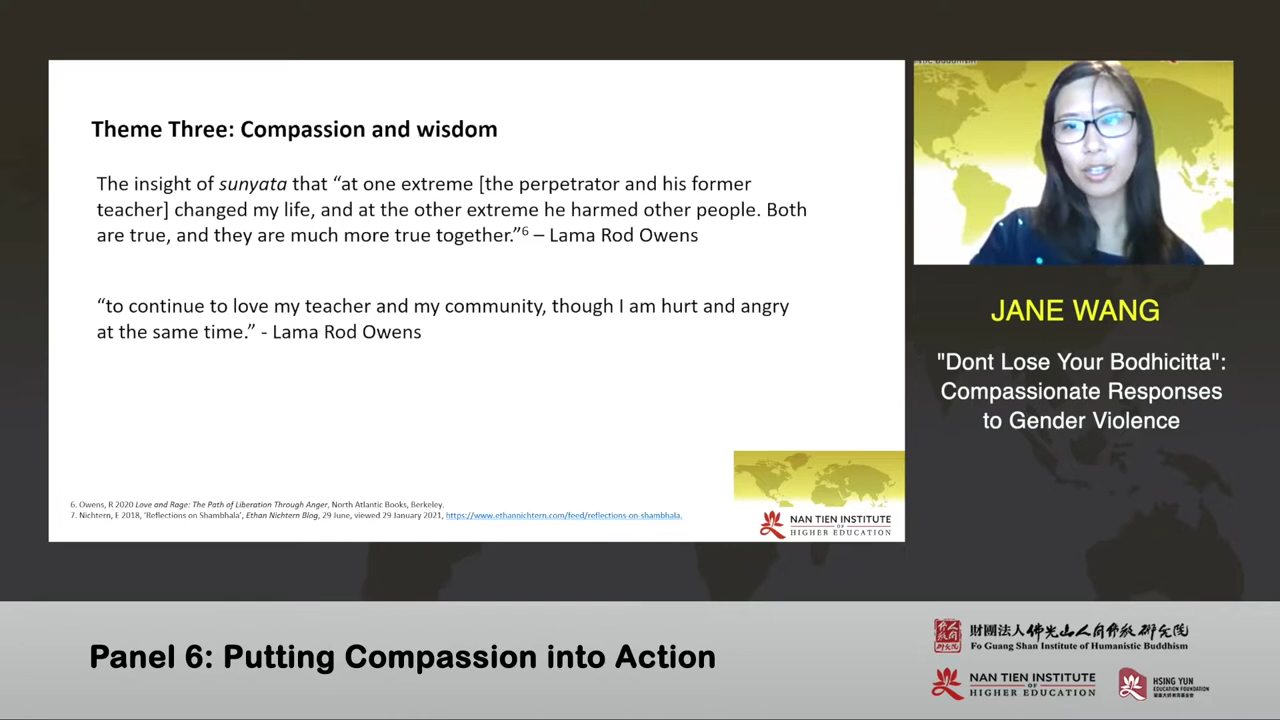 Theme Three: Compassion and wisdom
The insight of sunyata that “at one extreme [the perpetrator and his former
teacher] changed my life, and at the other extreme he harmed other people. Both
are true, and they are much more true together.”6 – Lama Rod Owens
“to continue to love my teacher and my community, though I am hurt and angry
at the same time.” - Lama Rod Owens
6. Owens, R 2020 Love and Rage: The Path of Liberation Through Anger, North Atlantic Books, Berkeley.
7. Nichtern, E 2018, ‘Reflections on Shambhala’, Ethan Nichtern Blog, 29 June, viewed 29 January 2021, https://www.ethannichtern.com/feed/reflections-on-shambhala.
NAN TIEN INSTITUTE
OF
HIGHER EDUCATION
JANE WANG
"Dont Lose Your Bodhicitta":
Compassionate Responses
to Gender Violence
Panel 6: Putting Compassion into Action
財團法人佛光山人間佛教研究院
Fo Guang Shan Institute of Humanistic Buddhism
NAN TIEN INSTITUTE
OF
HIGHER EDUCATION
HSING YUN
EDUCATION FOUNDATION